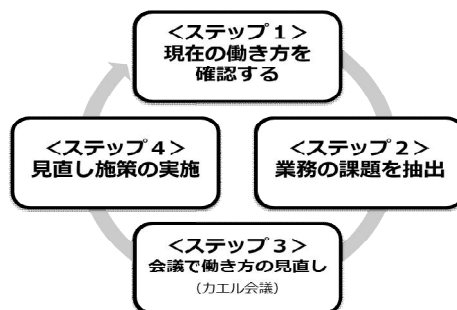 ＜ステップ１＞
現在の働き方を
確認する
＜ステップ２＞
業務の課題を抽出
＜ステップ３＞
会議で働き方の見直し
（カエル会議）
＜ステップ４＞
見直し施策の実施